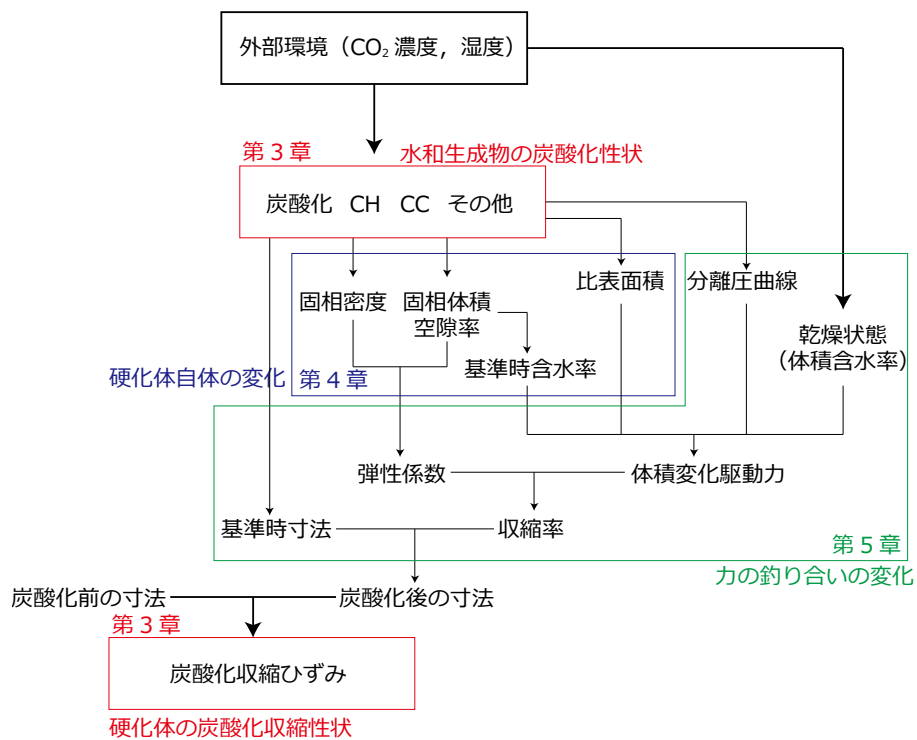 外部環境（CO₂ 濃度，湿度）
第 3 章
水和生成物の炭酸化性状
炭酸化 CH CC その他
固相密度
固相体積
空隙率
比表面積
分離圧曲線
乾燥状態
（体積含水率）
基準時含水率
硬化体自体の変化
第 4 章
弾性係数
体積変化駆動力
基準時寸法
収縮率
第 5 章
力の釣り合いの変化
炭酸化前の寸法
炭酸化後の寸法
第 3 章
炭酸化収縮ひずみ
硬化体の炭酸化収縮性状